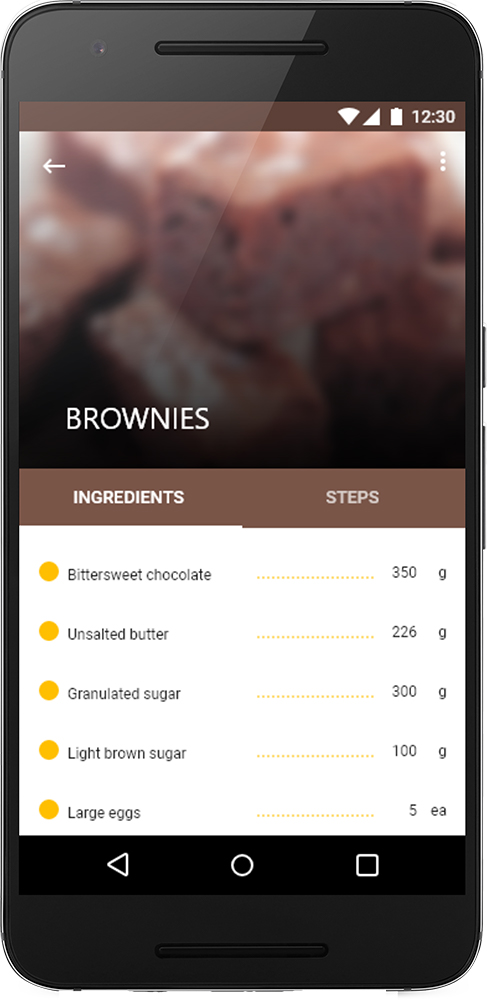 12:30
BROWNIES
INGREDIENTS STEPS
Bittersweet chocolate ........................ 350 g
Unsalted butter ........................ 226 g
Granulated sugar ........................ 300 g
Light brown sugar ........................ 100 g
Large eggs ........................ 5 ea